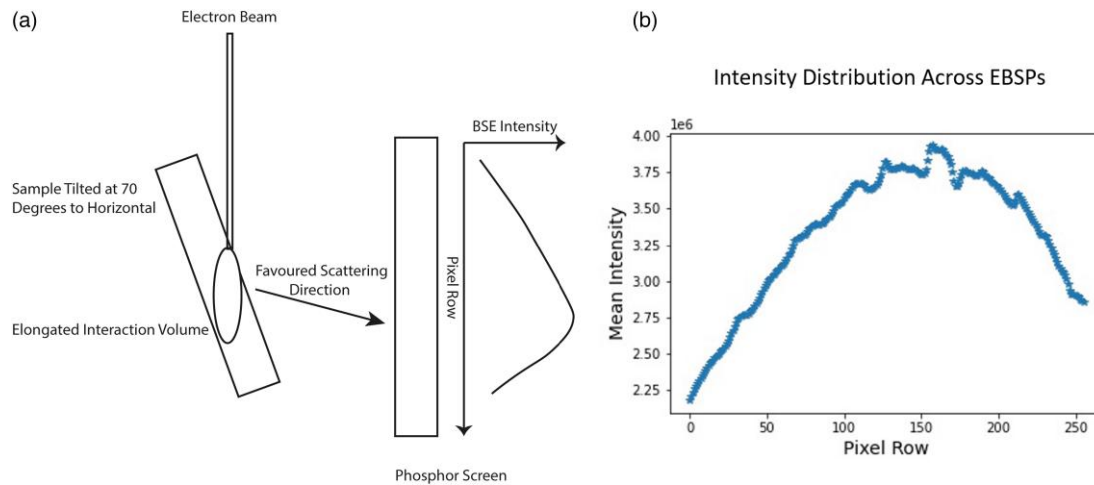 (a)
Electron Beam
BSE Intensity
Sample Tilted at 70
Degrees to Horizontal
Favoured Scattering
Direction
Pixel Row
Elongated Interaction Volume
Phosphor Screen
(b)
Intensity Distribution Across EBSPs
1e6
4.00
3.75
3.50
3.25
3.00
2.75
2.50
2.25
Mean Intensity
0 50 100 150 200 250
Pixel Row